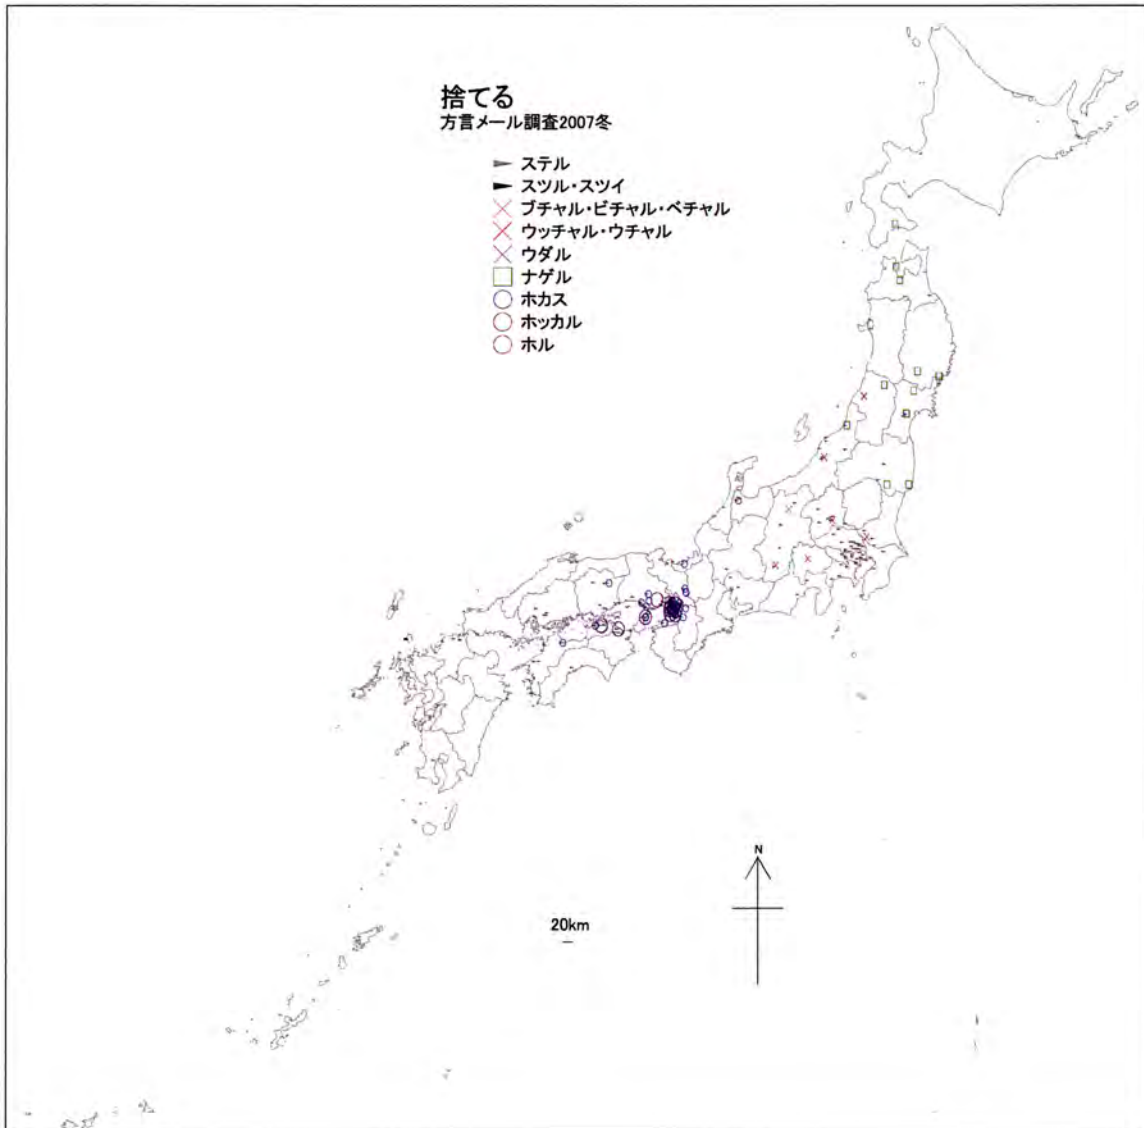 捨てる
方言メール調査2007冬
ステル
スツル・スツイ
ブチャル・ビチャル・ベチャル
ウッチャル・ウチャル
ウダル
ナゲル
ホカス
ホッカル
ホル
N
20km